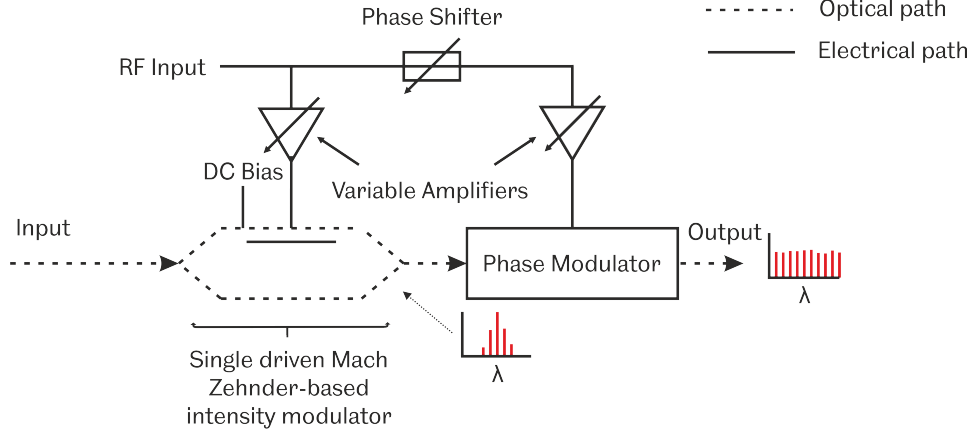 Optical path
Phase Shifter
Electrical path
RF Input
DC Bias
Variable Amplifiers
Input
Output
Phase Modulator
λ
λ
Single driven Mach
Zehnder-based
intensity modulator